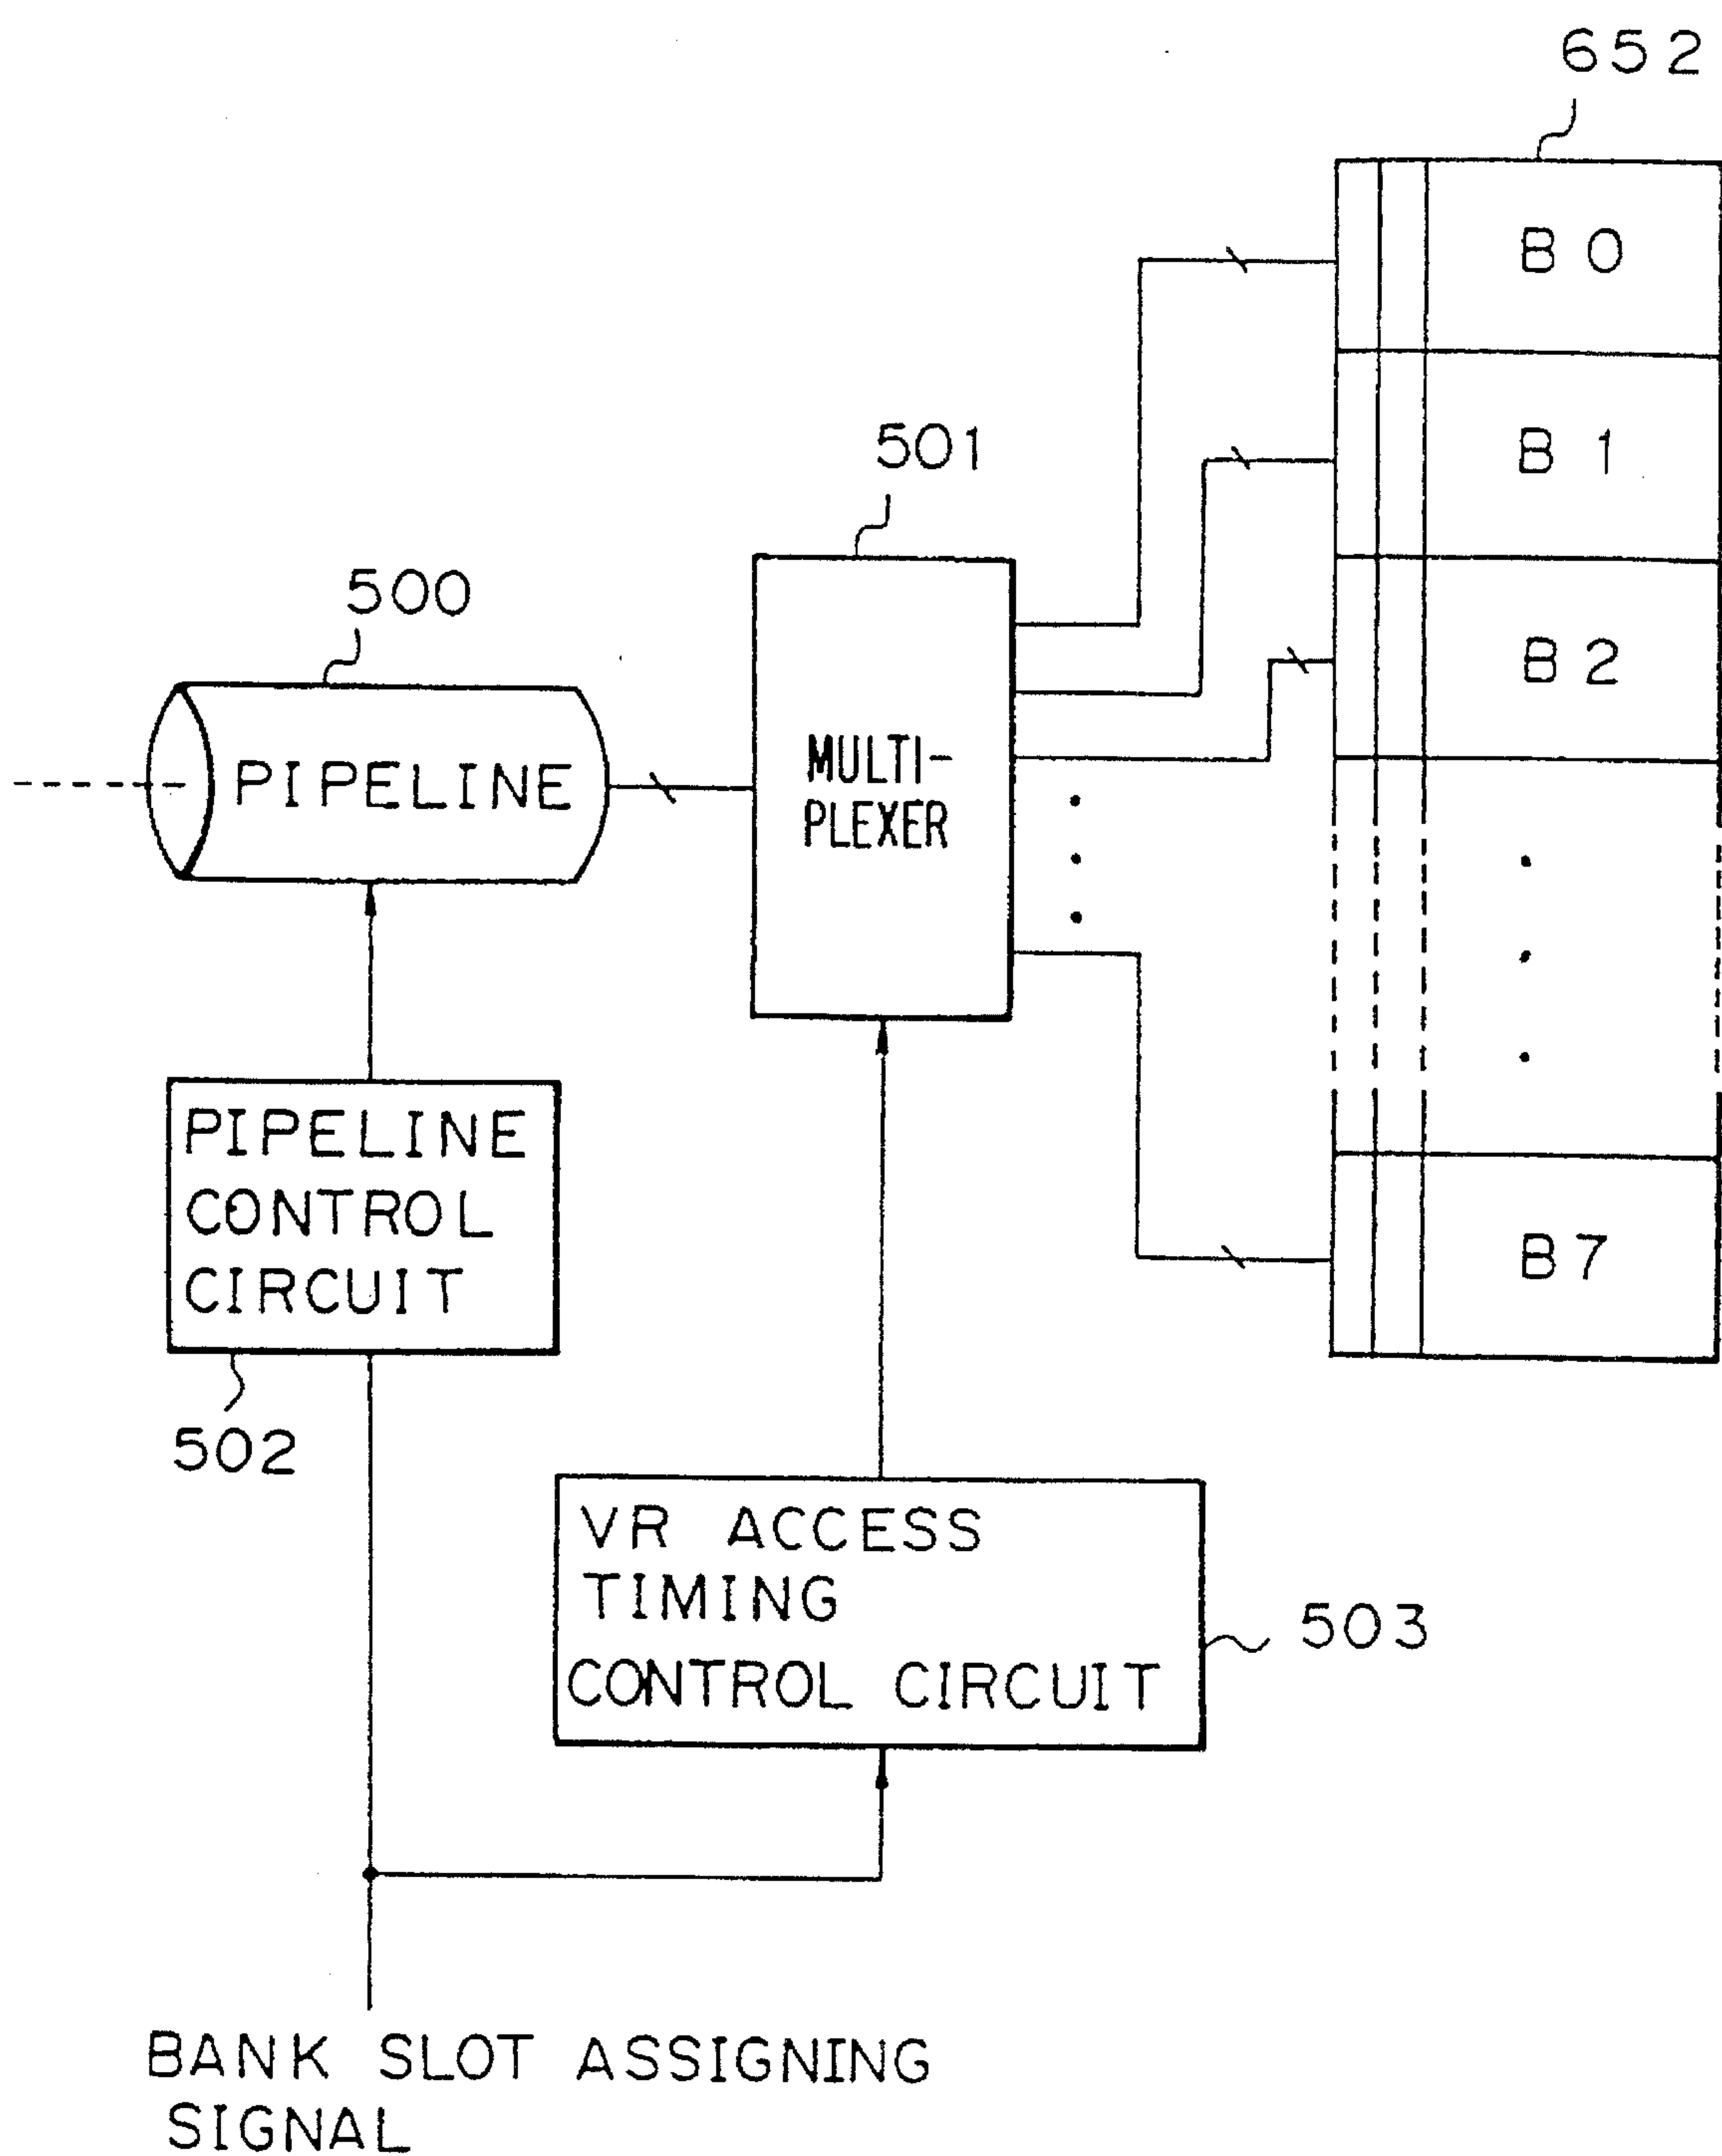 652
B0
B1
501
500
B2
MULTI-
PLEXER
PIPELINE
PIPELINE
CONTROL
CIRCUIT
B7
502
VR ACCESS
TIMING
CONTROL CIRCUIT
503
BANK SLOT ASSIGNING
SIGNAL